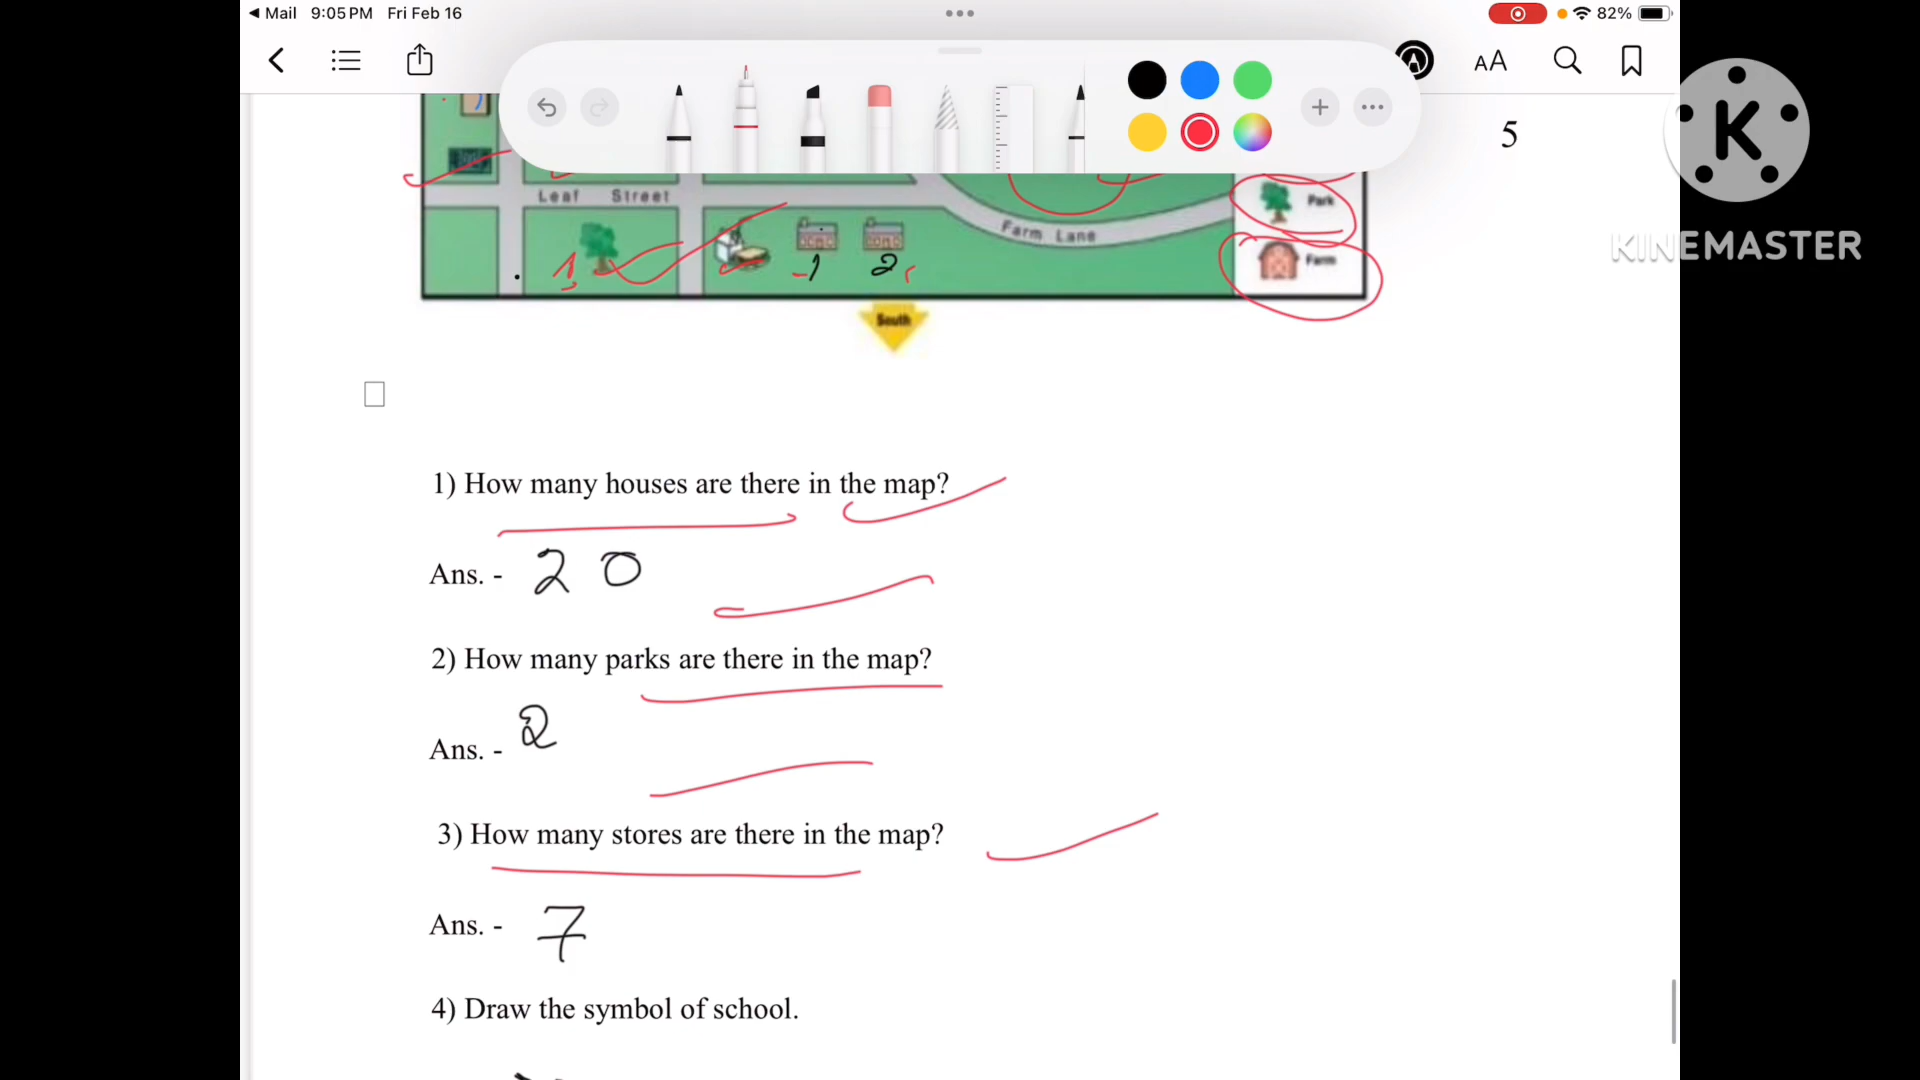 Mail 9:05 PM Fri Feb 16 82%
AA
5
K
KINEMASTER
Leaf Street
Park
Farm Lane
Farm
1
1 2
South
1) How many houses are there in the map?
Ans. - 20
2) How many parks are there in the map?
Ans. - 2
3) How many stores are there in the map?
Ans. - 7
4) Draw the symbol of school.